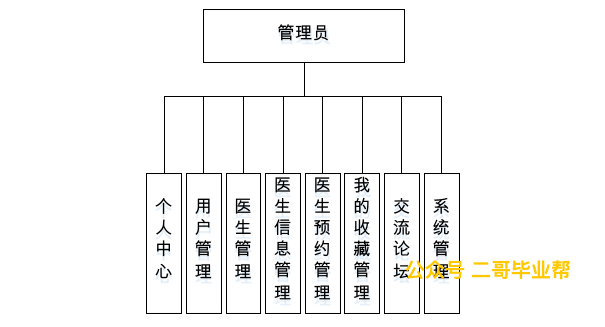 管理员
个人中心
用户管理
医生管理
医生信息管理
医生预约管理
我的收藏管理
交流论坛
系统管理
公众号 二哥毕业帮